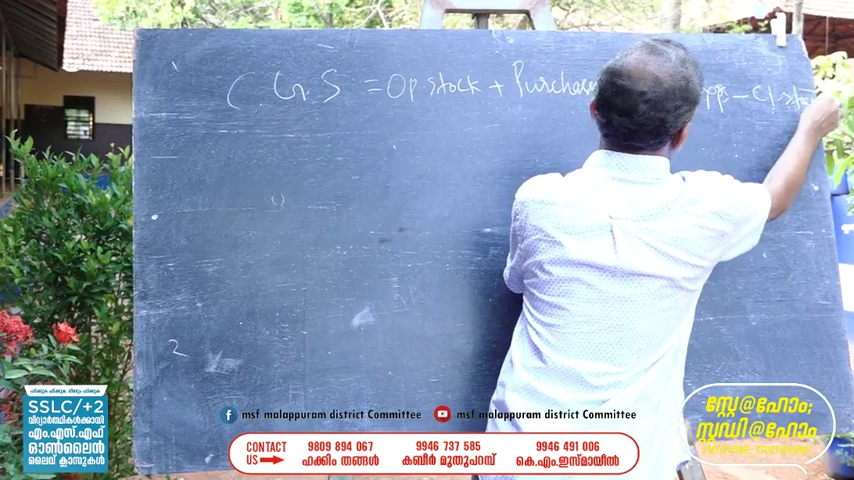 C.G.S = Op stock + Purchase
- Cl stock
2
SSLC/+2
വിദ്യാർത്ഥികൾക്കായി
എം.എസ്.എഫ്
ഓൺലൈൻ
ലൈവ് ക്ലാസുകൾ
msf malappuram district Committee msf malappuram district Committee
CONTACT US
9809 894 067
ഹക്കീം തങ്ങൾ
9946 737 585
കബീർ മുതുപറമ്പ്
9946 491 006
കെ.എം.ഇസ്മായീൽ
സ്റ്റേ@ഹോം;
സ്റ്റഡി@ഹോം